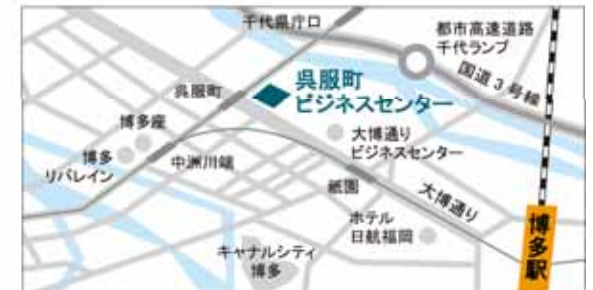 千代県庁口
都市高速道路
千代ランプ
国道3号線
呉服町
ビジネスセンター
呉服町
博多座
大博通り
ビジネスセンター
博多
リバレイン
中洲川端
祇園
大博通り
ホテル
日航福岡
博多駅
キャナルシティ
博多